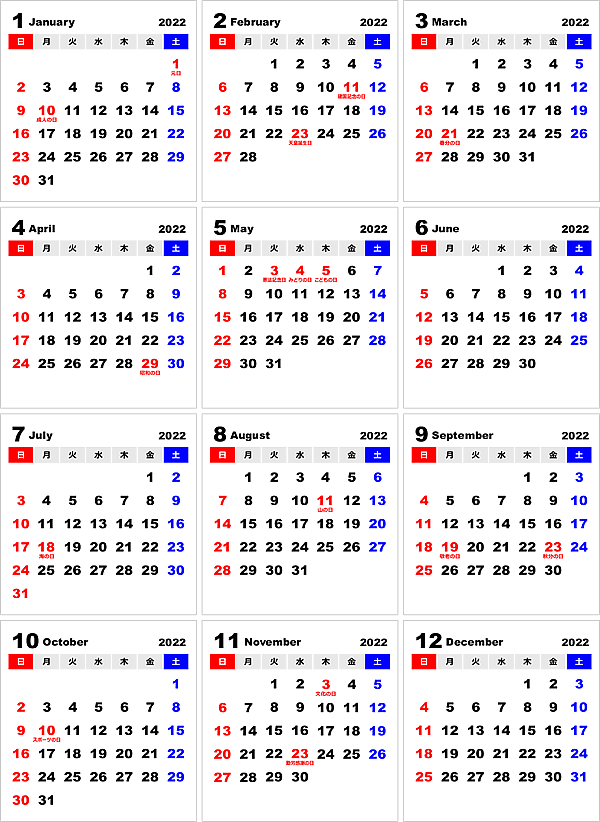 1 January 2022
日 月 火 水 木 金 土
1
元日
2 3 4 5 6 7 8
9 10 11 12 13 14 15
成人の日
16 17 18 19 20 21 22
23 24 25 26 27 28 29
30 31
2 February 2022
日 月 火 水 木 金 土
1 2 3 4 5
6 7 8 9 10 11 12
建国記念の日
13 14 15 16 17 18 19
20 21 22 23 24 25 26
天皇誕生日
27 28
3 March 2022
日 月 火 水 木 金 土
1 2 3 4 5
6 7 8 9 10 11 12
13 14 15 16 17 18 19
20 21 22 23 24 25 26
春分の日
27 28 29 30 31
4 April 2022
日 月 火 水 木 金 土
1 2
3 4 5 6 7 8 9
10 11 12 13 14 15 16
17 18 19 20 21 22 23
24 25 26 27 28 29 30
昭和の日
5 May 2022
日 月 火 水 木 金 土
1 2 3 4 5 6 7
憲法記念日 みどりの日 こどもの日
8 9 10 11 12 13 14
15 16 17 18 19 20 21
22 23 24 25 26 27 28
29 30 31
6 June 2022
日 月 火 水 木 金 土
1 2 3 4
5 6 7 8 9 10 11
12 13 14 15 16 17 18
19 20 21 22 23 24 25
26 27 28 29 30
7 July 2022
日 月 火 水 木 金 土
1 2
3 4 5 6 7 8 9
10 11 12 13 14 15 16
17 18 19 20 21 22 23
海の日
24 25 26 27 28 29 30
31
8 August 2022
日 月 火 水 木 金 土
1 2 3 4 5 6
7 8 9 10 11 12 13
山の日
14 15 16 17 18 19 20
21 22 23 24 25 26 27
28 29 30 31
9 September 2022
日 月 火 水 木 金 土
1 2 3
4 5 6 7 8 9 10
11 12 13 14 15 16 17
18 19 20 21 22 23 24
敬老の日 秋分の日
25 26 27 28 29 30
10 October 2022
日 月 火 水 木 金 土
1
2 3 4 5 6 7 8
9 10 11 12 13 14 15
スポーツの日
16 17 18 19 20 21 22
23 24 25 26 27 28 29
30 31
11 November 2022
日 月 火 水 木 金 土
1 2 3 4 5
文化の日
6 7 8 9 10 11 12
13 14 15 16 17 18 19
20 21 22 23 24 25 26
勤労感謝の日
27 28 29 30
12 December 2022
日 月 火 水 木 金 土
1 2 3
4 5 6 7 8 9 10
11 12 13 14 15 16 17
18 19 20 21 22 23 24
25 26 27 28 29 30 31